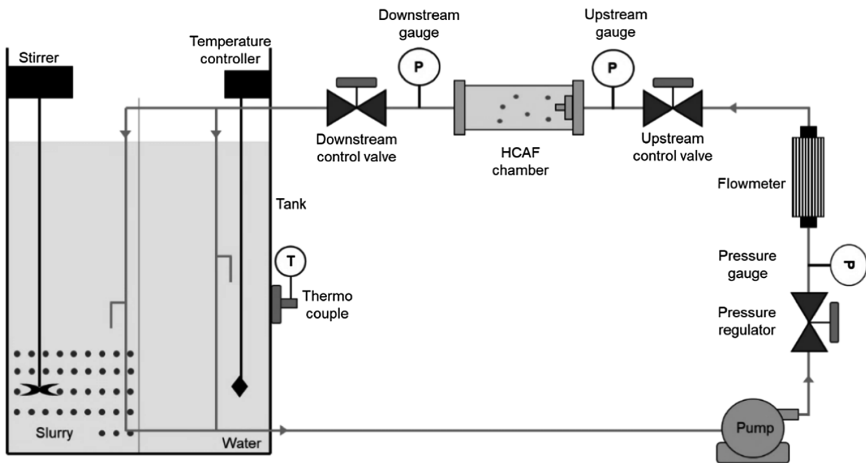 Downstream
gauge
Upstream
gauge
Stirrer
Temperature
controller
P
P
Downstream
control valve
HCAF
chamber
Upstream
control valve
Flowmeter
Tank
T
Thermo
couple
Pressure
gauge
P
Pressure
regulator
Slurry
Water
Pump